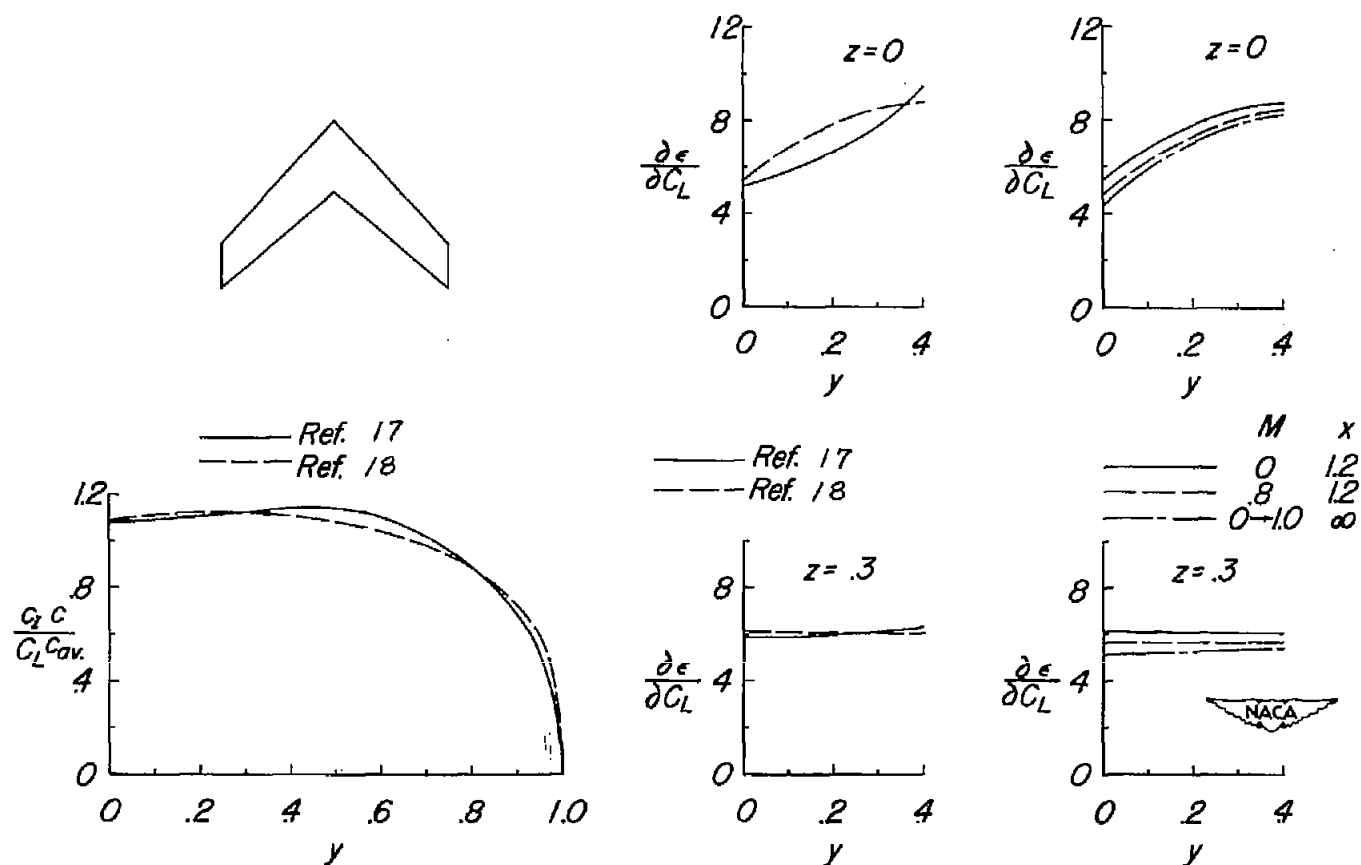 12
z=0
8
∂ε
∂C_L
4
0
0 .2 .4
y
12
z=0
8
∂ε
∂C_L
4
0
0 .2 .4
y
Ref. 17
Ref. 18
1.2
.8
c_l c
C_L c_av.
.4
0
0 .2 .4 .6 .8 1.0
y
Ref. 17
Ref. 18
8
z=.3
∂ε
∂C_L
4
0
0 .2 .4
y
M x
0 1.2
.8 1.2
0→1.0 ∞
8
z=.3
∂ε
∂C_L
4
0
0 .2 .4
y
NACA